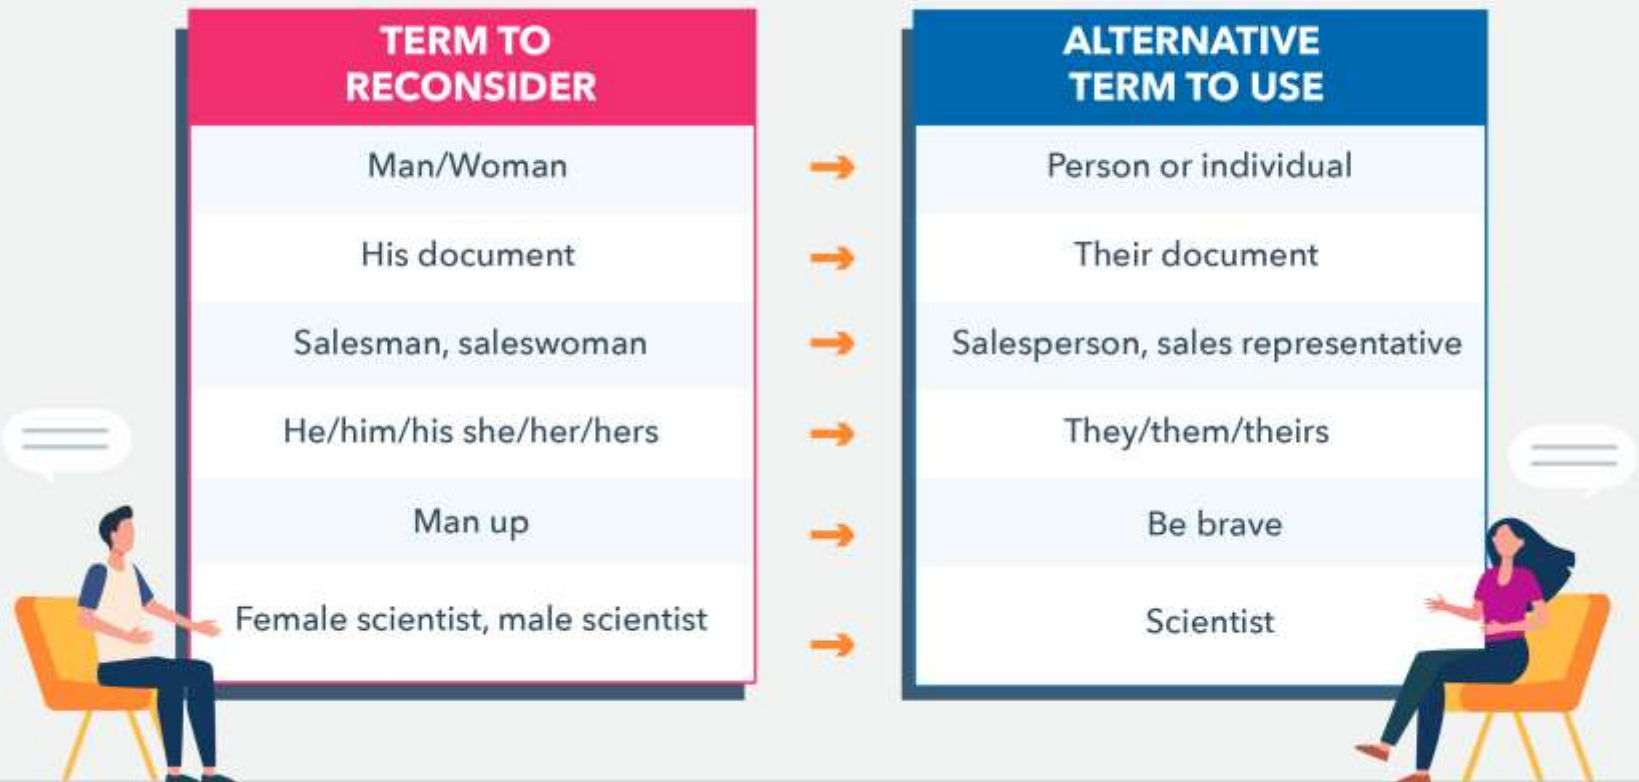 TERM TO
RECONSIDER
ALTERNATIVE
TERM TO USE
Man/Woman
Person or individual
His document
Their document
Salesman, saleswoman
Salesperson, sales representative
He/him/his she/her/hers
They/them/theirs
Man up
Be brave
Female scientist, male scientist
Scientist